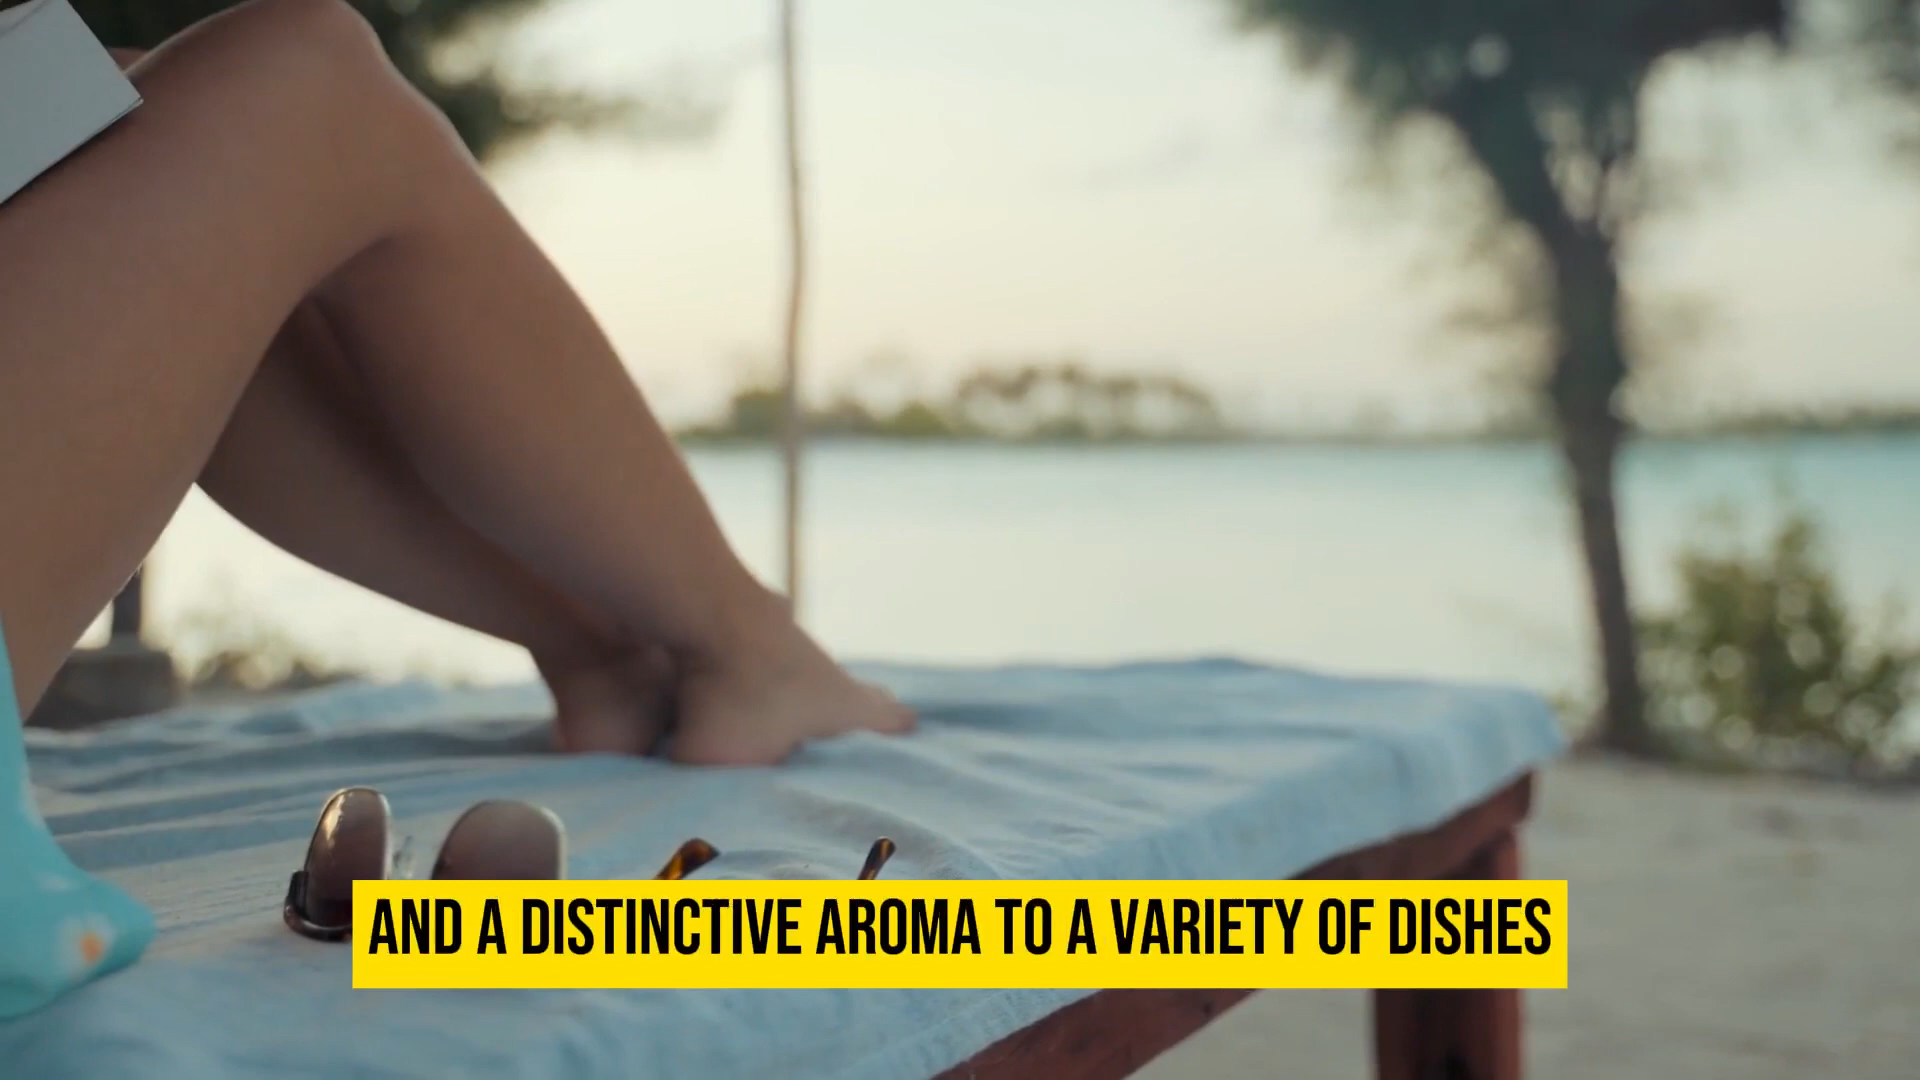 AND A DISTINCTIVE AROMA TO A VARIETY OF DISHES